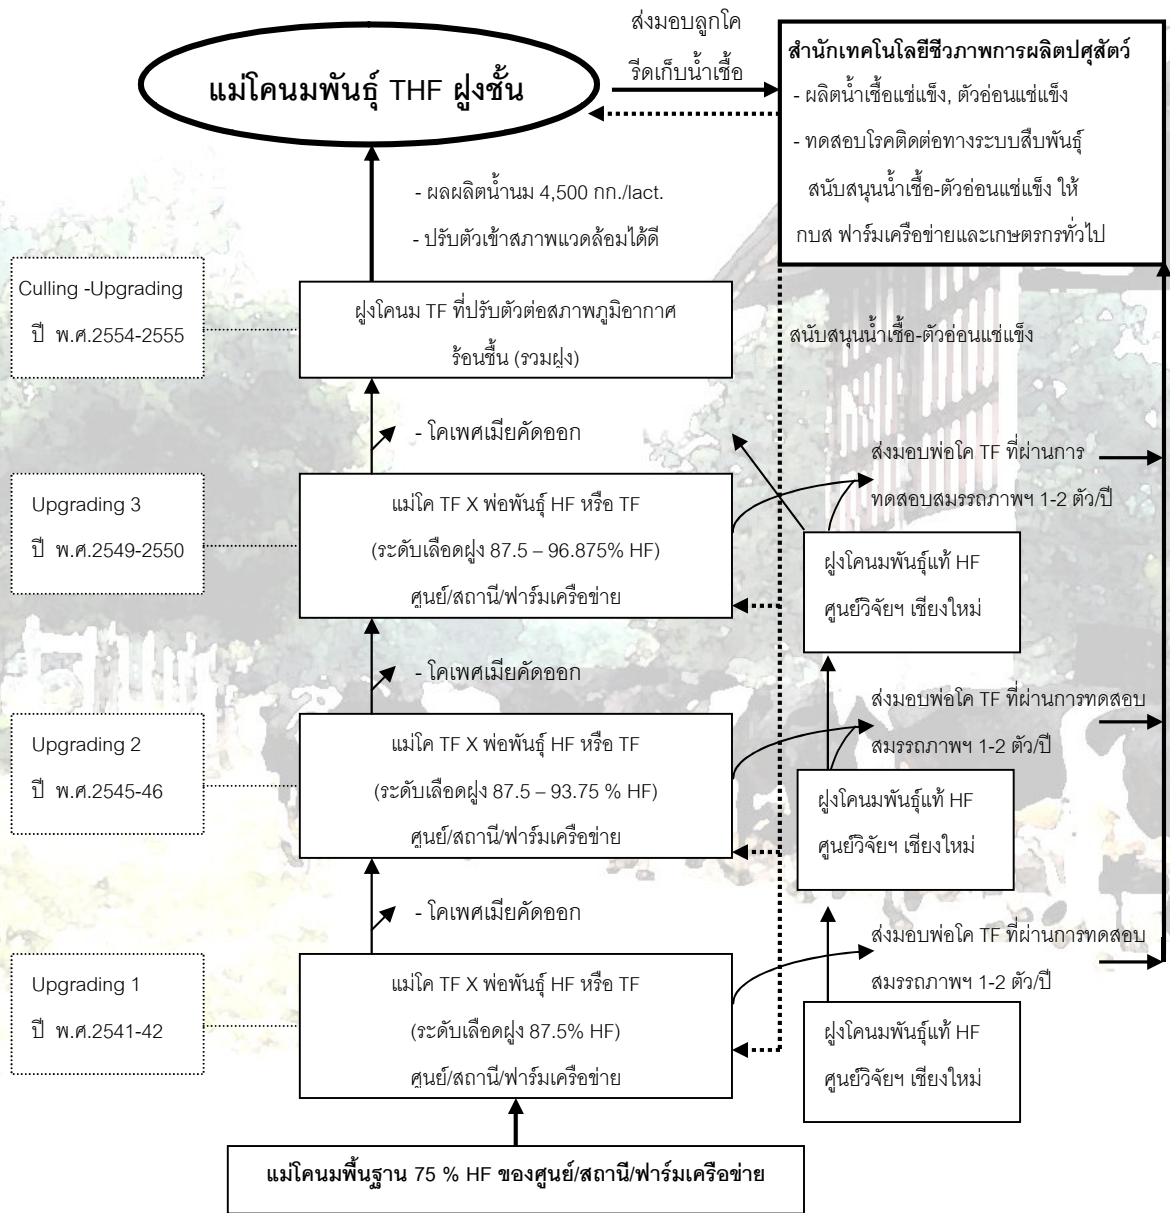 ส่งมอบลูกโค
รีดเก็บน้ำเชื้อ
แม่โคนมพันธุ์ THF ฝูงชั้น
สำนักเทคโนโลยีชีวภาพการผลิตปศุสัตว์
- ผลิตน้ำเชื้อแช่แข็ง, ตัวอ่อนแช่แข็ง
- ทดสอบโรคติดต่อทางระบบสืบพันธุ์
สนับสนุนน้ำเชื้อ-ตัวอ่อนแช่แข็ง ให้
กบส ฟาร์มเครือข่ายและเกษตรกรทั่วไป
- ผลผลิตน้ำนม 4,500 กก./lact.
- ปรับตัวเข้าสภาพแวดล้อมได้ดี
Culling -Upgrading
ปี พ.ศ.2554-2555
ฝูงโคนม TF ที่ปรับตัวต่อสภาพภูมิอากาศ
ร้อนชื้น (รวมฝูง)
สนับสนุนน้ำเชื้อ-ตัวอ่อนแช่แข็ง
- โคเพศเมียคัดออก
Upgrading 3
ปี พ.ศ.2549-2550
แม่โค TF X พ่อพันธุ์ HF หรือ TF
(ระดับเลือดฝูง 87.5 – 96.875% HF)
ศูนย์/สถานี/ฟาร์มเครือข่าย
ส่งมอบพ่อโค TF ที่ผ่านการ
ทดสอบสมรรถภาพฯ 1-2 ตัว/ปี
ฝูงโคนมพันธุ์แท้ HF
ศูนย์วิจัยฯ เชียงใหม่
- โคเพศเมียคัดออก
Upgrading 2
ปี พ.ศ.2545-46
แม่โค TF X พ่อพันธุ์ HF หรือ TF
(ระดับเลือดฝูง 87.5 – 93.75 % HF)
ศูนย์/สถานี/ฟาร์มเครือข่าย
ส่งมอบพ่อโค TF ที่ผ่านการทดสอบ
สมรรถภาพฯ 1-2 ตัว/ปี
ฝูงโคนมพันธุ์แท้ HF
ศูนย์วิจัยฯ เชียงใหม่
- โคเพศเมียคัดออก
Upgrading 1
ปี พ.ศ.2541-42
แม่โค TF X พ่อพันธุ์ HF หรือ TF
(ระดับเลือดฝูง 87.5% HF)
ศูนย์/สถานี/ฟาร์มเครือข่าย
ส่งมอบพ่อโค TF ที่ผ่านการทดสอบ
สมรรถภาพฯ 1-2 ตัว/ปี
ฝูงโคนมพันธุ์แท้ HF
ศูนย์วิจัยฯ เชียงใหม่
แม่โคนมพื้นฐาน 75 % HF ของศูนย์/สถานี/ฟาร์มเครือข่าย